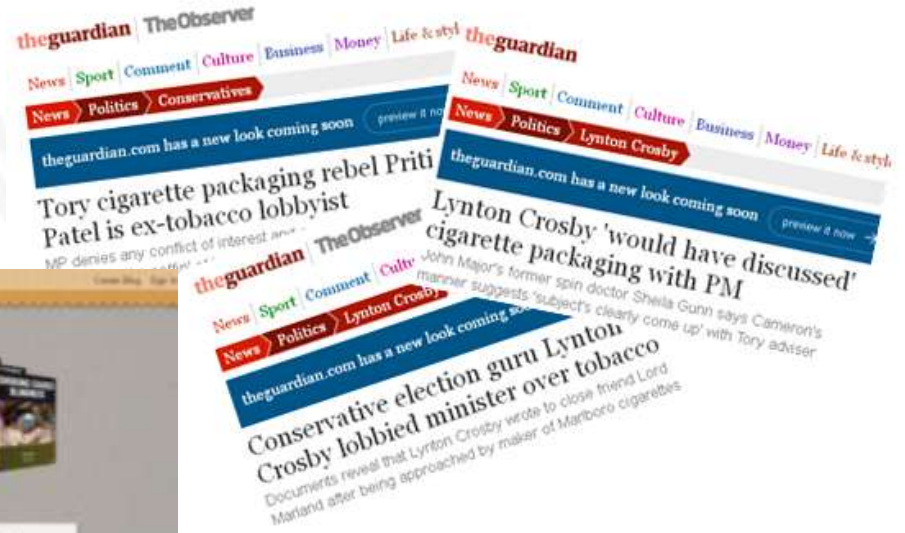 theguardian TheObserver
News Sport Comment Culture Business Money Life & styl
News Politics Conservatives
theguardian.com has a new look coming soon preview it no
Tory cigarette packaging rebel Priti
Patel is ex-tobacco lobbyist
MP denies any conflict of interest
theguardian
News Sport Comment Culture Business Money Life & style
News Politics Lynton Crosby
theguardian.com has a new look coming soon preview it now
Lynton Crosby 'would have discussed'
cigarette packaging with PM
John Major's former spin doctor Sheila Gunn says Cameron's
manner suggests 'subject's clearly come up' with Tory adviser
theguardian TheObserver
News Sport Comment Cultu
News Politics Lynton Crosby
theguardian.com has a new look coming so
Conservative election guru Lynton
Crosby lobbied minister over tobacco
Documents reveal that Lynton Crosby wrote to close friend Lord
Marland after being approached by maker of Marlboro cigarettes